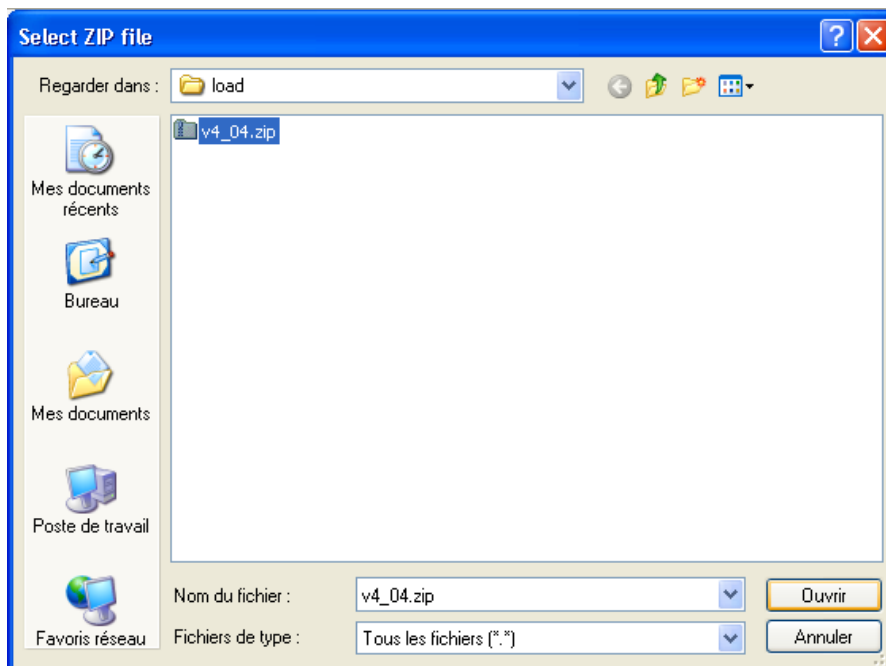 Select ZIP file
Regarder dans :
load
v4_04.zip
Mes documents
récents
Bureau
Mes documents
Poste de travail
Favoris réseau
Nom du fichier :
v4_04.zip
Ouvrir
Fichiers de type :
Tous les fichiers (*.*)
Annuler